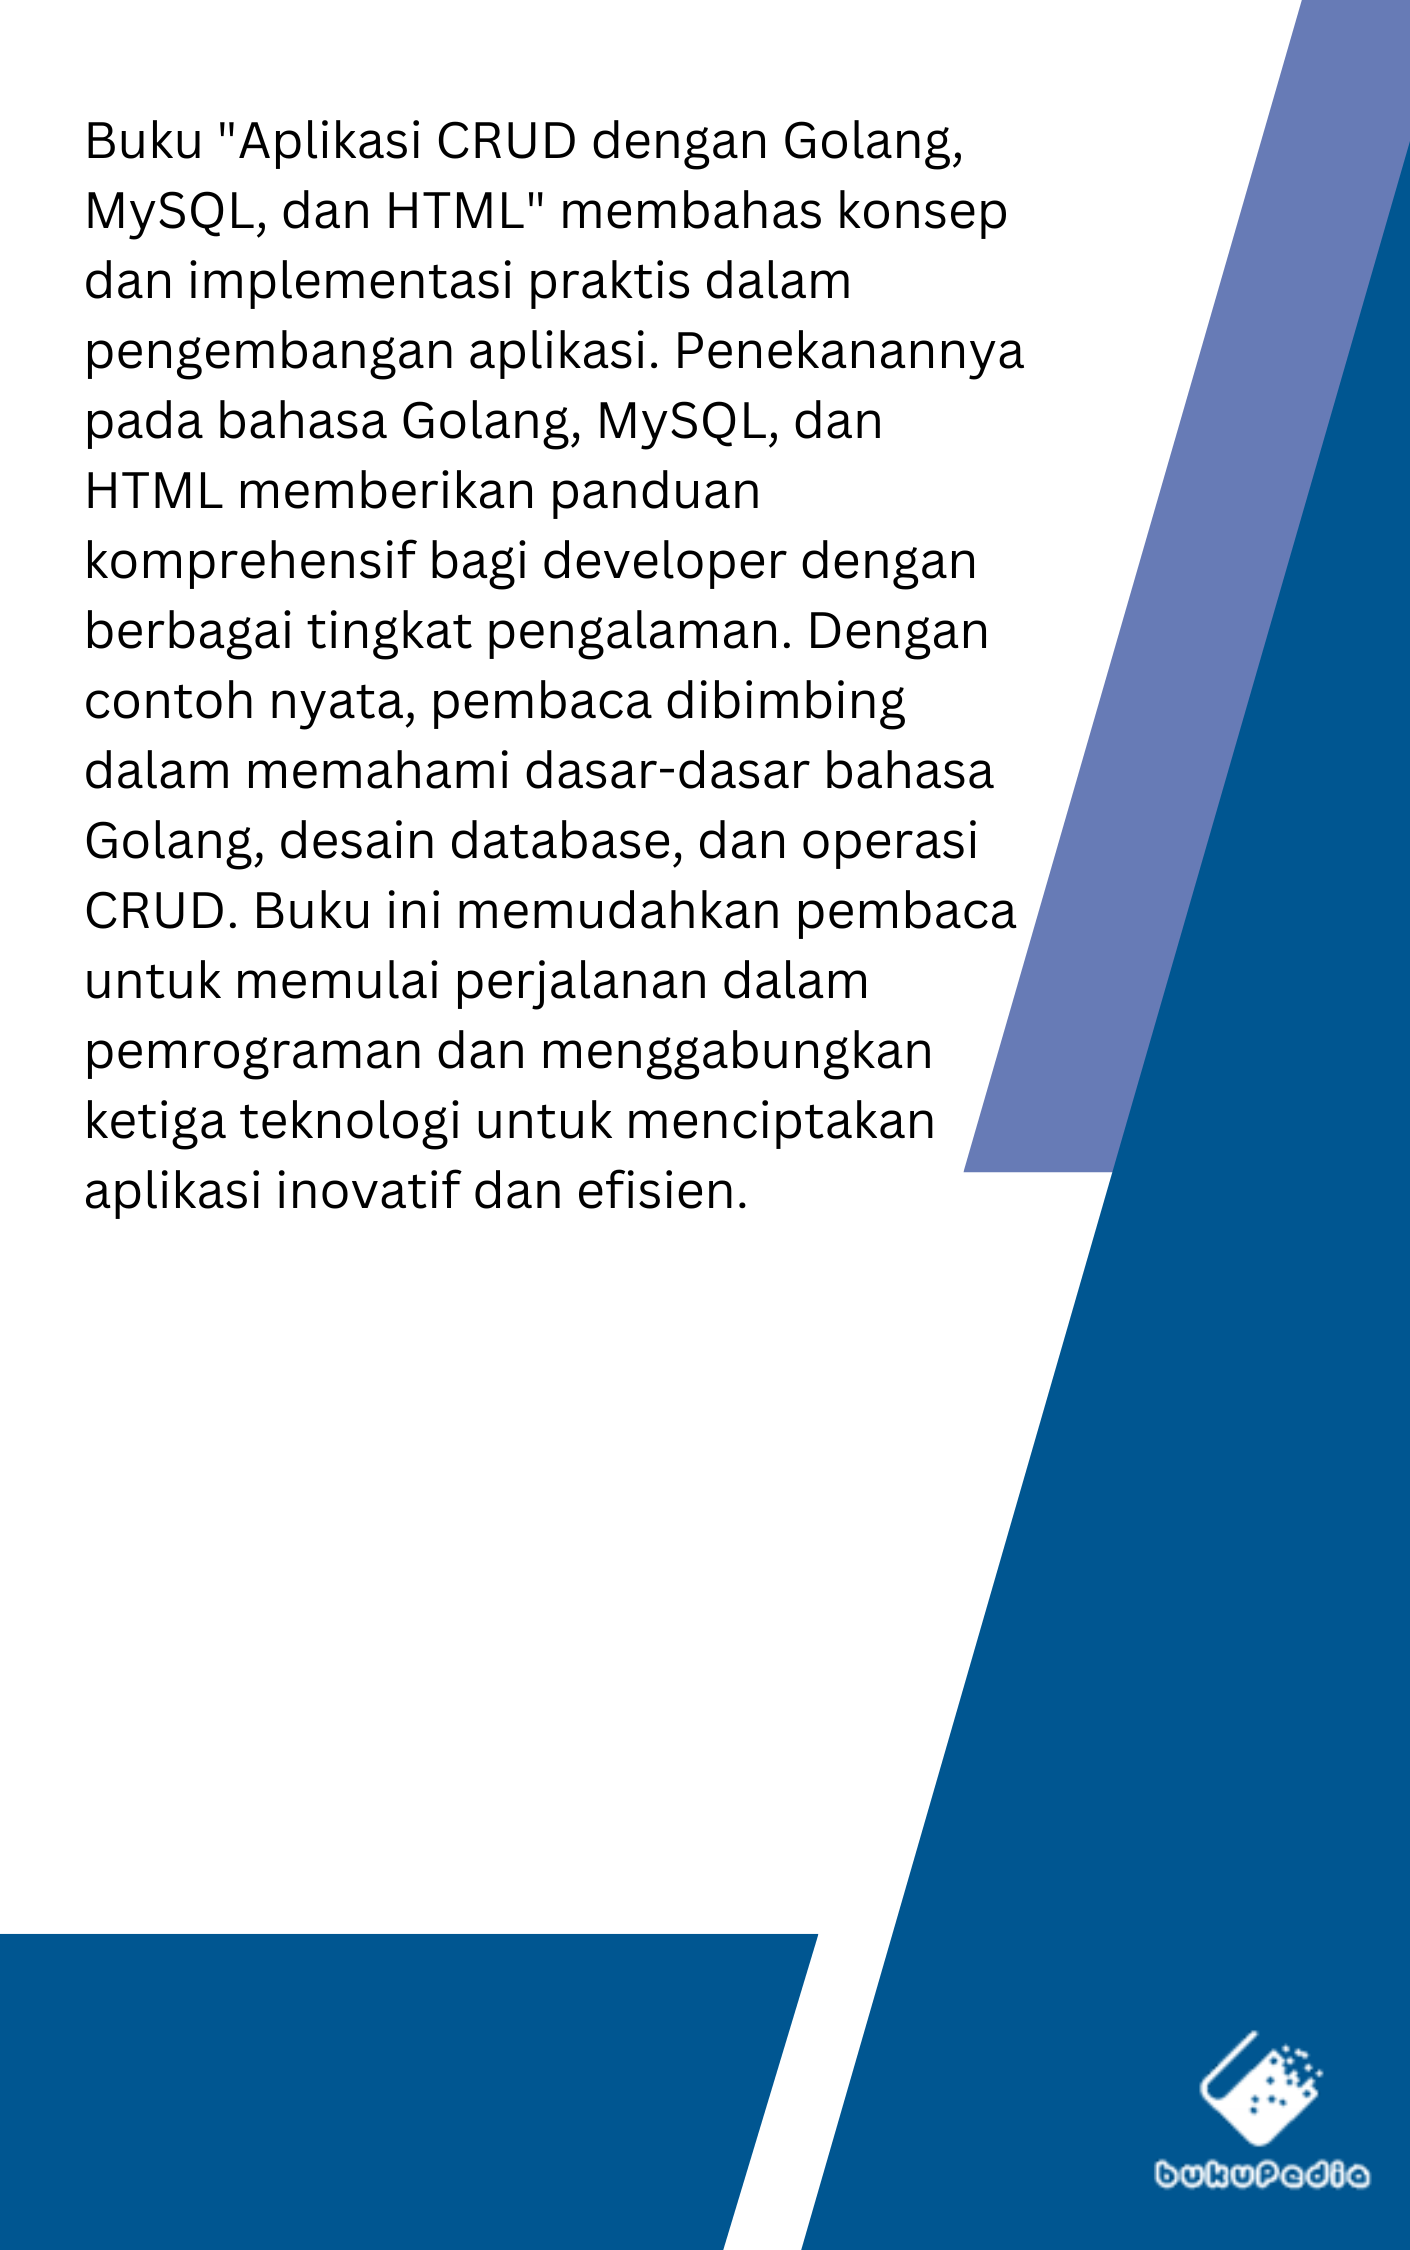 Buku "Aplikasi CRUD dengan Golang,
MySQL, dan HTML" membahas konsep
dan implementasi praktis dalam
pengembangan aplikasi. Penekanannya
pada bahasa Golang, MySQL, dan
HTML memberikan panduan
komprehensif bagi developer dengan
berbagai tingkat pengalaman. Dengan
contoh nyata, pembaca dibimbing
dalam memahami dasar-dasar bahasa
Golang, desain database, dan operasi
CRUD. Buku ini memudahkan pembaca
untuk memulai perjalanan dalam
pemrograman dan menggabungkan
ketiga teknologi untuk menciptakan
aplikasi inovatif dan efisien.
bukuPedia